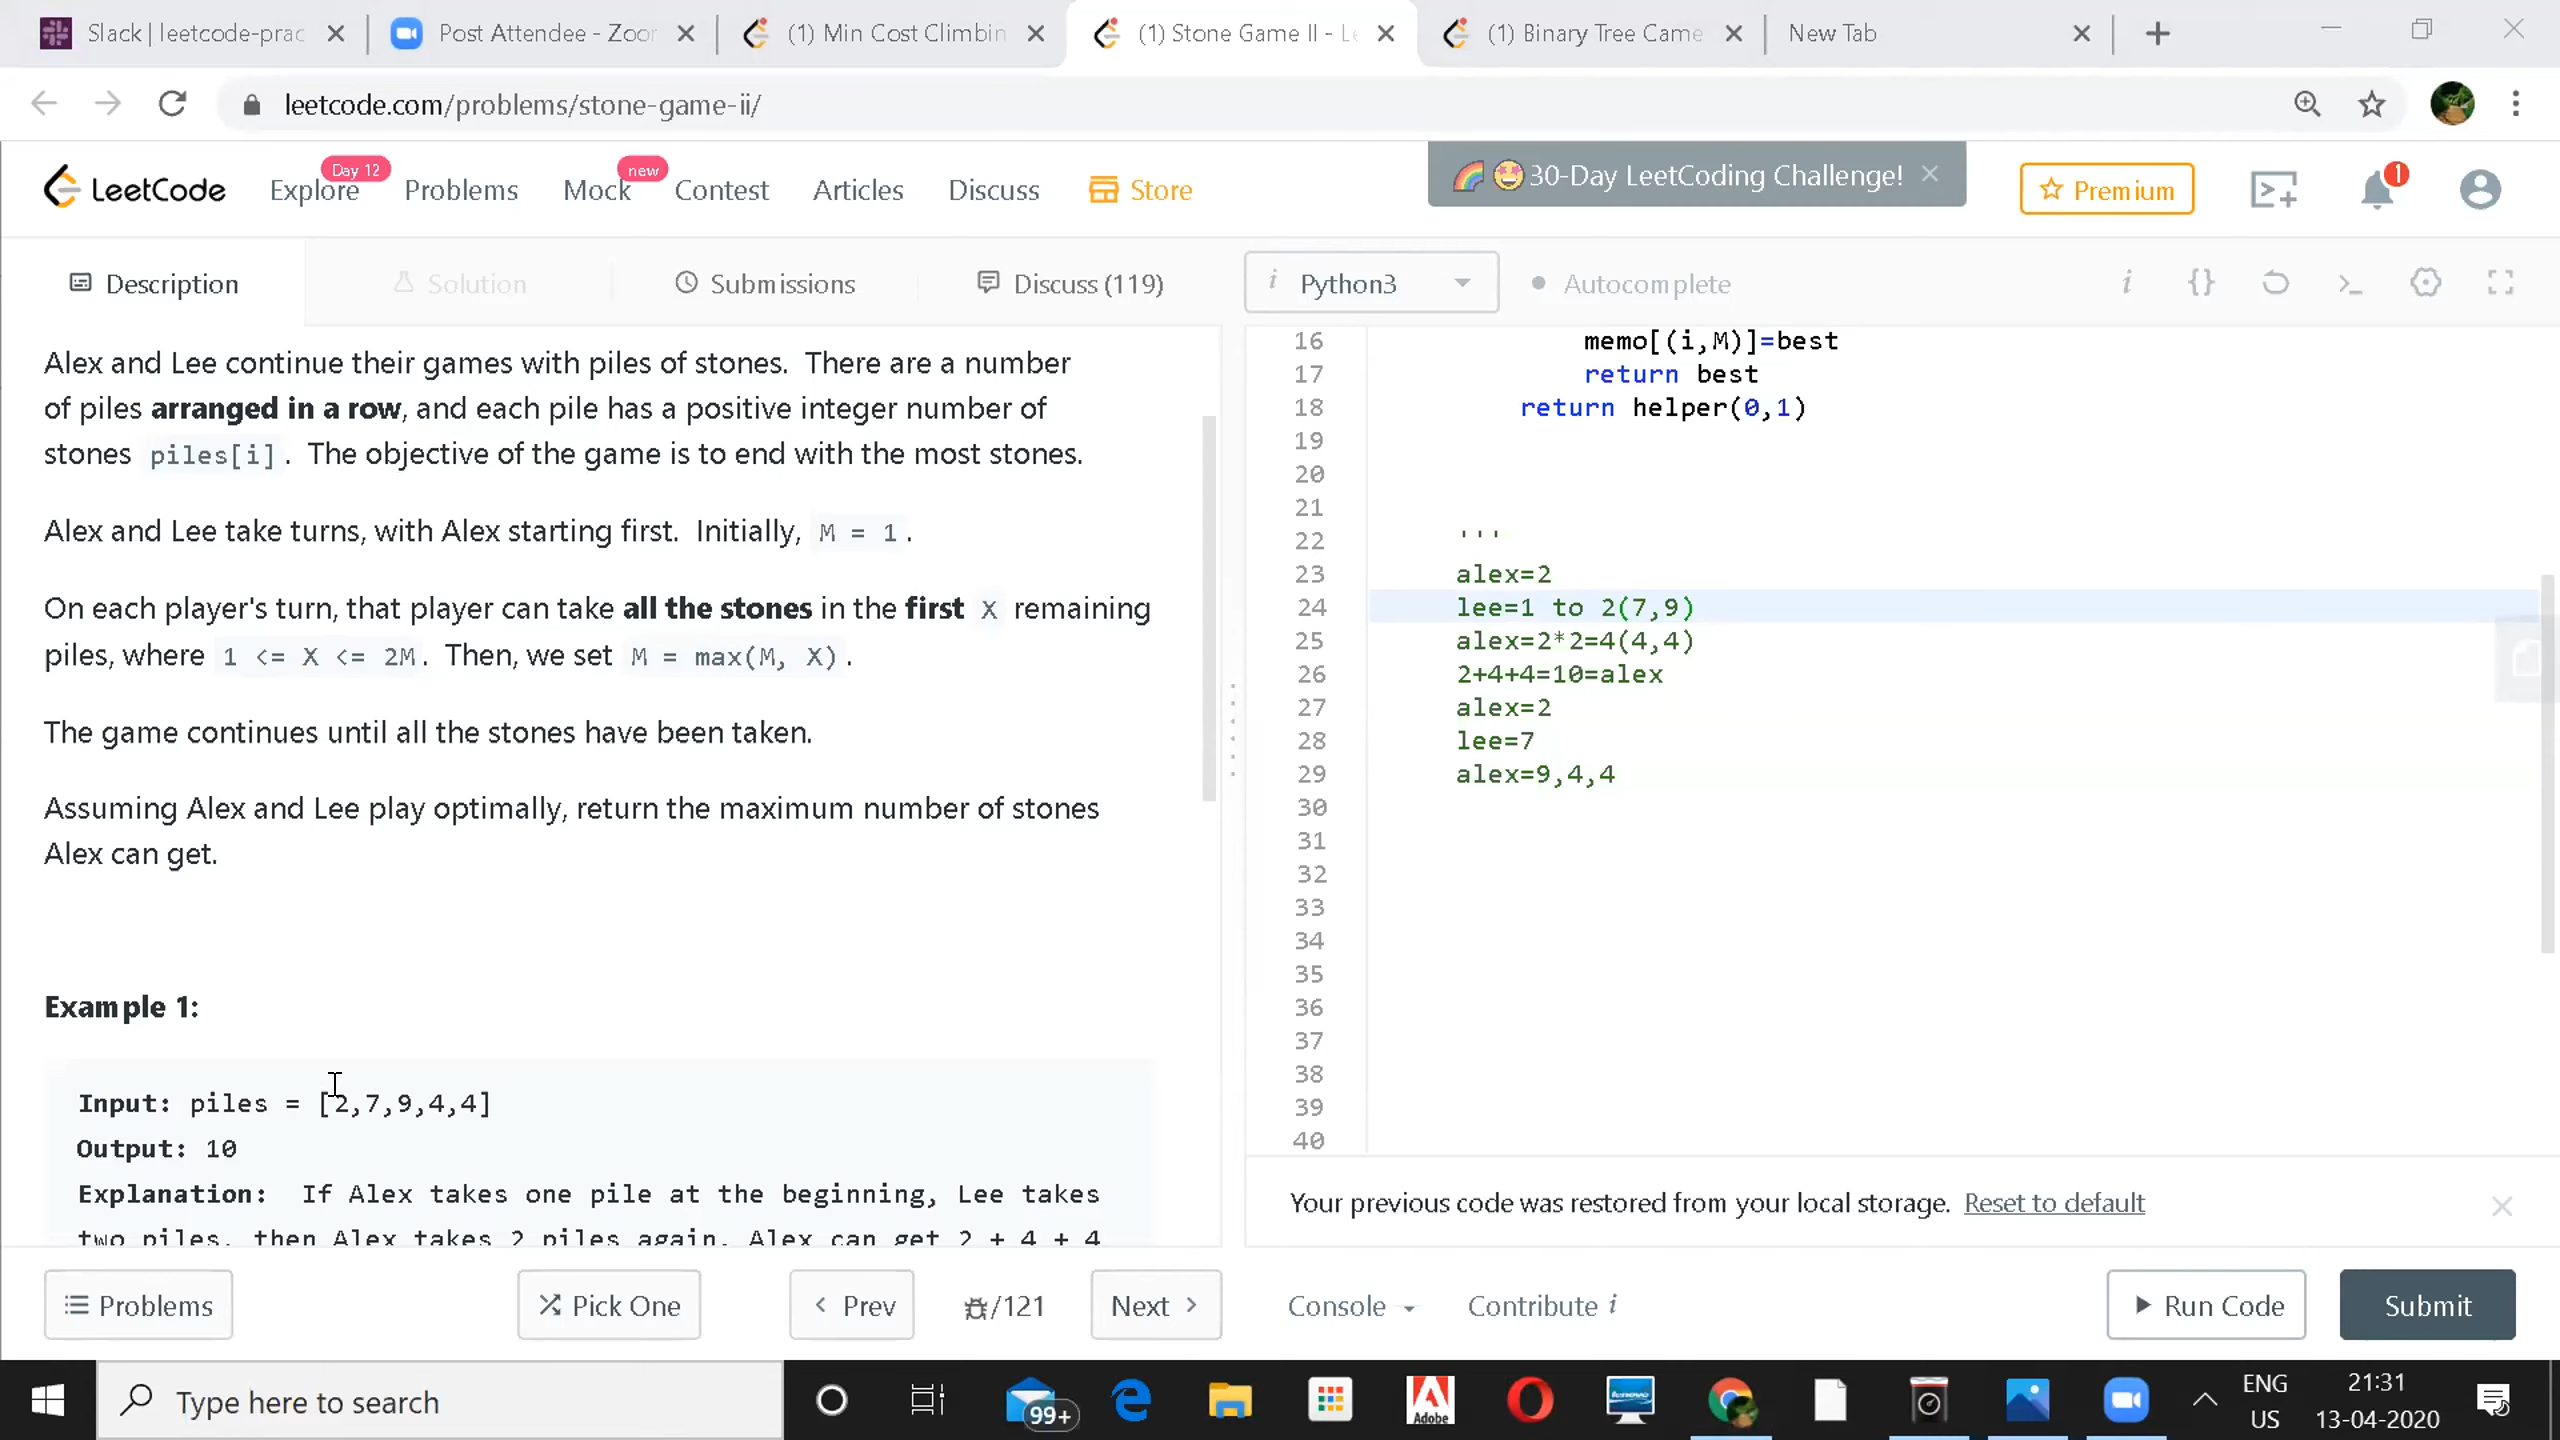 Slack | leetcode-prac
Post Attendee - Zoor
(1) Min Cost Climbin
(1) Stone Game II - Le
(1) Binary Tree Came
New Tab
leetcode.com/problems/stone-game-ii/
LeetCode
Explore
Day 12
Problems
Mock
new
Contest
Articles
Discuss
Store
30-Day LeetCoding Challenge!
Premium
1
Description
Solution
Submissions
Discuss (119)
i Python3
Autocomplete
i {} >_
Alex and Lee continue their games with piles of stones.  There are a number
of piles arranged in a row, and each pile has a positive integer number of
stones piles[i].  The objective of the game is to end with the most stones.
Alex and Lee take turns, with Alex starting first.  Initially, M = 1.
On each player's turn, that player can take all the stones in the first X remaining
piles, where 1 <= X <= 2M.  Then, we set M = max(M, X).
The game continues until all the stones have been taken.
Assuming Alex and Lee play optimally, return the maximum number of stones
Alex can get.
Example 1:
Input: piles = [2,7,9,4,4]
Output: 10
Explanation:  If Alex takes one pile at the beginning, Lee takes
two piles, then Alex takes 2 piles again. Alex can get 2 + 4 + 4
16 memo[(i,M)]=best
17 return best
18 return helper(0,1)
19
20
21
22 '''
23 alex=2
24 lee=1 to 2(7,9)
25 alex=2*2=4(4,4)
26 2+4+4=10=alex
27 alex=2
28 lee=7
29 alex=9,4,4
30
31
32
33
34
35
36
37
38
39
40
Your previous code was restored from your local storage. Reset to default
Problems
Pick One
Prev
/121
Next
Console
Contribute i
Run Code
Submit
Type here to search
99+
Adobe
lenovo
ENG
US
21:31
13-04-2020